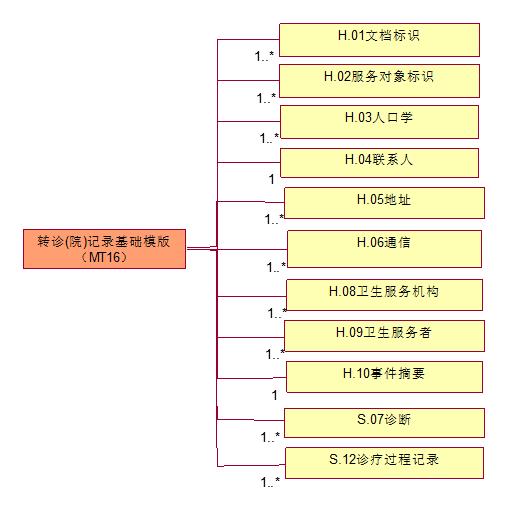 H.01文档标识
1..*
H.02服务对象标识
1..*
H.03人口学
1..*
H.04联系人
1
H.05地址
1..*
转诊(院)记录基础模版
（MT16）
H.06通信
1..*
H.08卫生服务机构
1..*
H.09卫生服务者
1..*
H.10事件摘要
1
S.07诊断
1..*
S.12诊疗过程记录
1..*